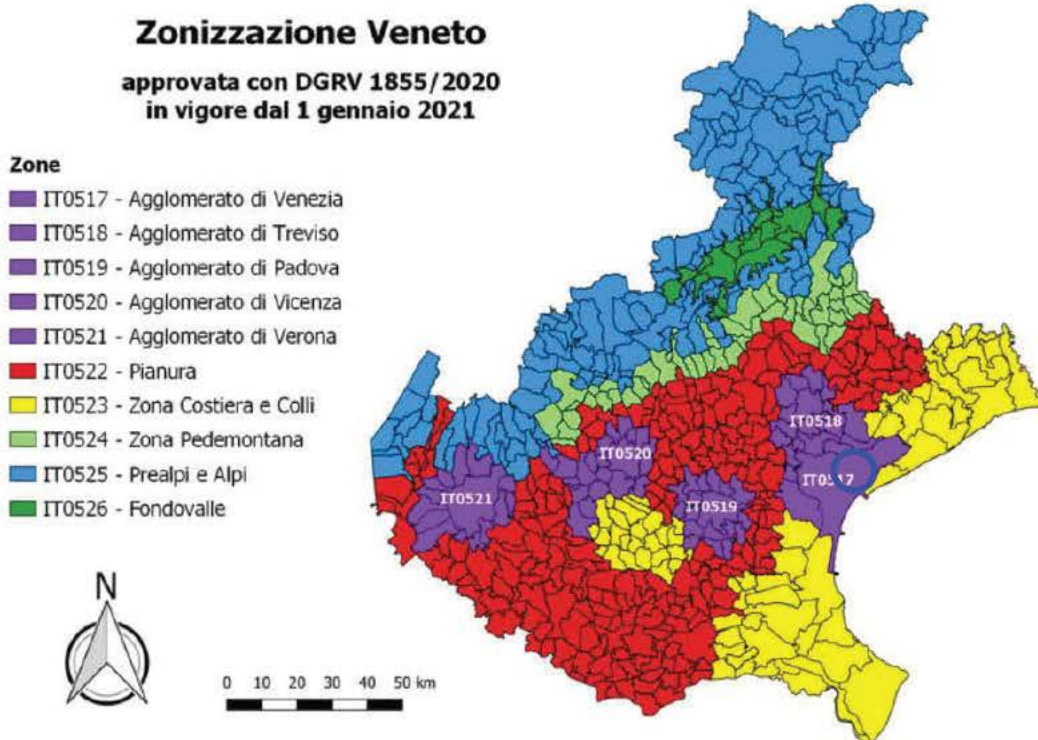 Zonizzazione Veneto
approvata con DGRV 1855/2020
in vigore dal 1 gennaio 2021
Zone
IT0517 - Agglomerato di Venezia
IT0518 - Agglomerato di Treviso
IT0519 - Agglomerato di Padova
IT0520 - Agglomerato di Vicenza
IT0521 - Agglomerato di Verona
IT0522 - Pianura
IT0523 - Zona Costiera e Colli
IT0524 - Zona Pedemontana
IT0525 - Prealpi e Alpi
IT0526 - Fondovalle
IT0518
IT0520
IT0517
IT0521
IT0519
N
0 10 20 30 40 50 km